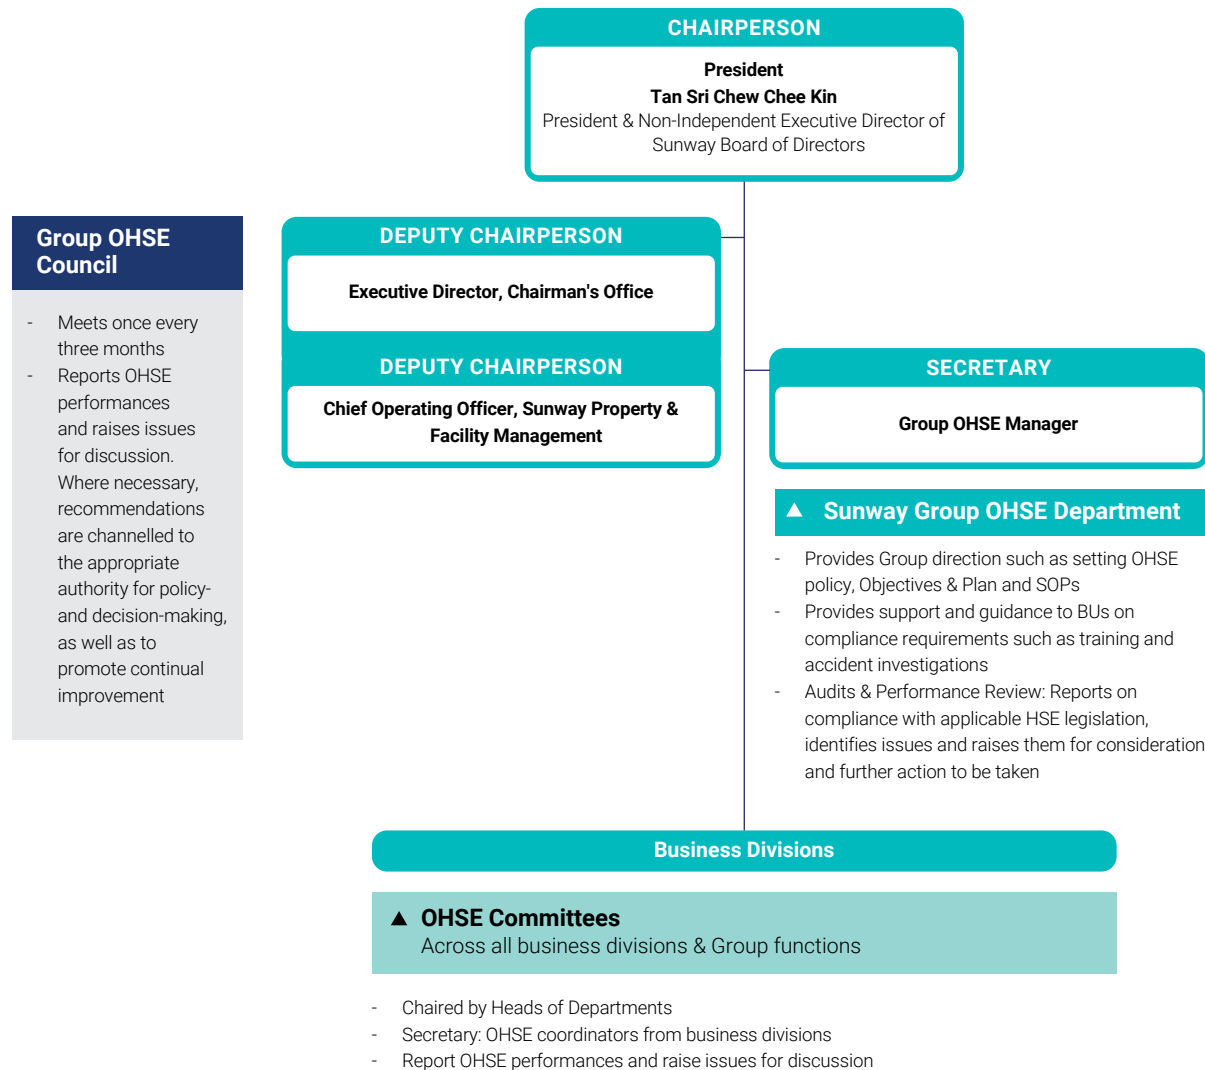 CHAIRPERSON
President
Tan Sri Chew Chee Kin
President & Non-Independent Executive Director of
Sunway Board of Directors
Group OHSE
Council
- Meets once every
three months
- Reports OHSE
performances
and raises issues
for discussion.
Where necessary,
recommendations
are channelled to
the appropriate
authority for policy-
and decision-making,
as well as to
promote continual
improvement
DEPUTY CHAIRPERSON
Executive Director, Chairman's Office
DEPUTY CHAIRPERSON
Chief Operating Officer, Sunway Property &
Facility Management
SECRETARY
Group OHSE Manager
▲ Sunway Group OHSE Department
- Provides Group direction such as setting OHSE
policy, Objectives & Plan and SOPs
- Provides support and guidance to BUs on
compliance requirements such as training and
accident investigations
- Audits & Performance Review: Reports on
compliance with applicable HSE legislation,
identifies issues and raises them for consideration
and further action to be taken
Business Divisions
▲ OHSE Committees
Across all business divisions & Group functions
- Chaired by Heads of Departments
- Secretary: OHSE coordinators from business divisions
- Report OHSE performances and raise issues for discussion